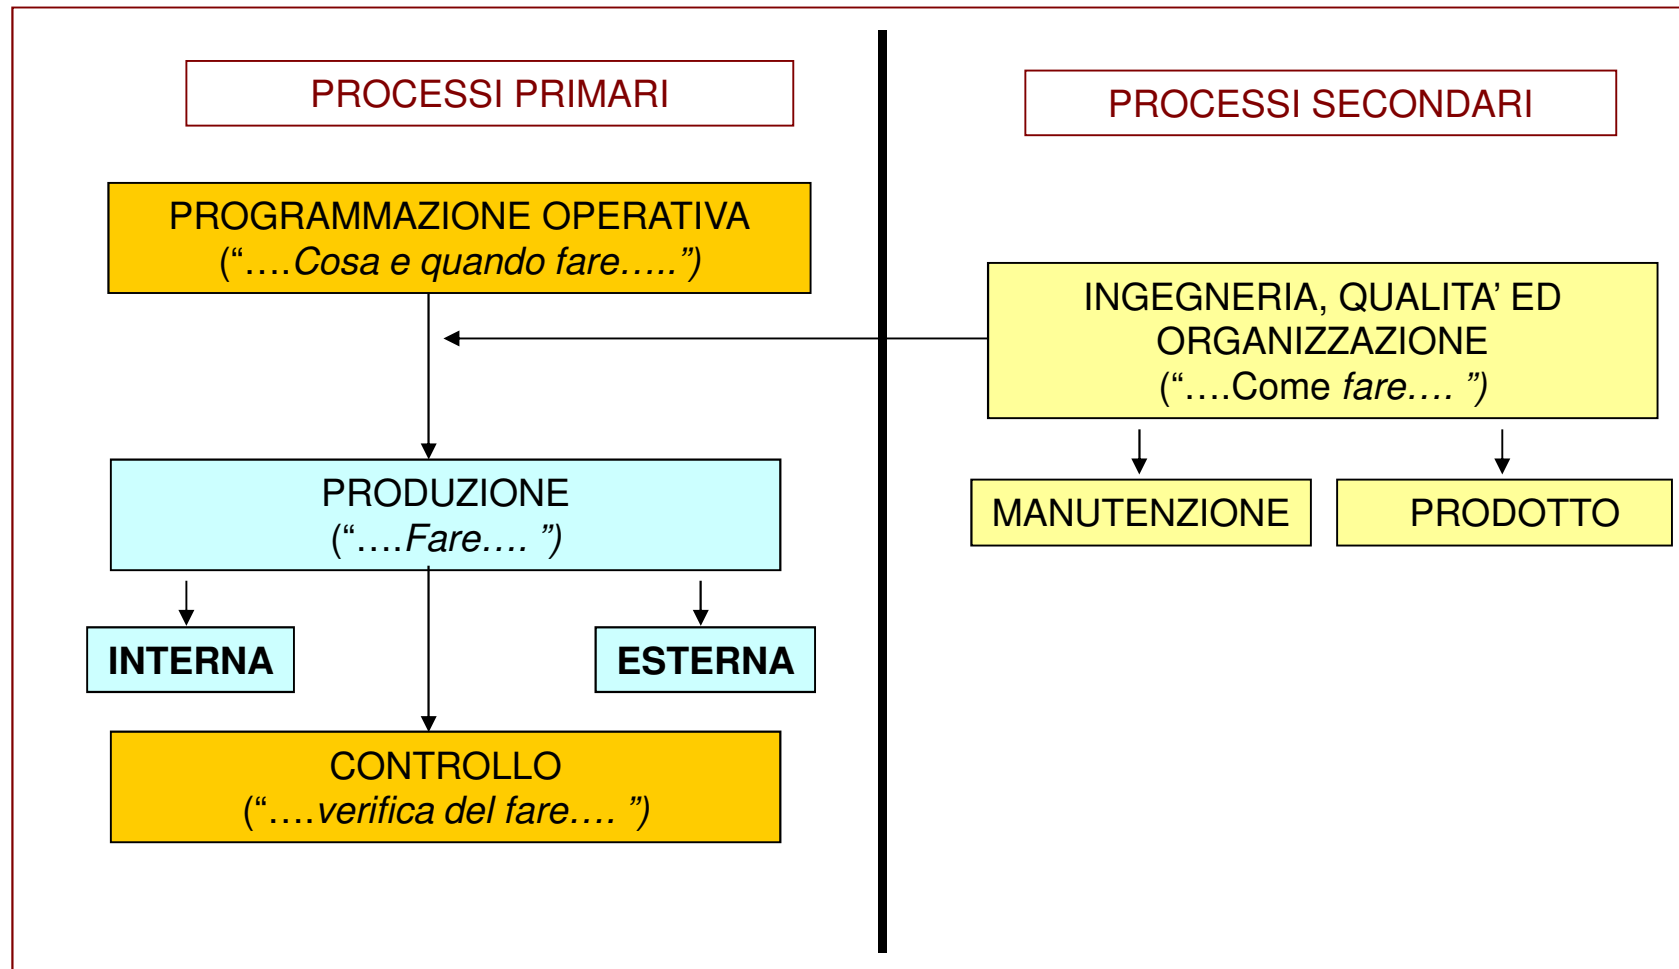 PROCESSI PRIMARI
PROCESSI SECONDARI
PROGRAMMAZIONE OPERATIVA
(“….Cosa e quando fare…..”)
INGEGNERIA, QUALITA’ ED
ORGANIZZAZIONE
(“….Come fare…. ”)
PRODUZIONE
(“….Fare…. ”)
MANUTENZIONE
PRODOTTO
INTERNA
ESTERNA
CONTROLLO
(“….verifica del fare…. ”)